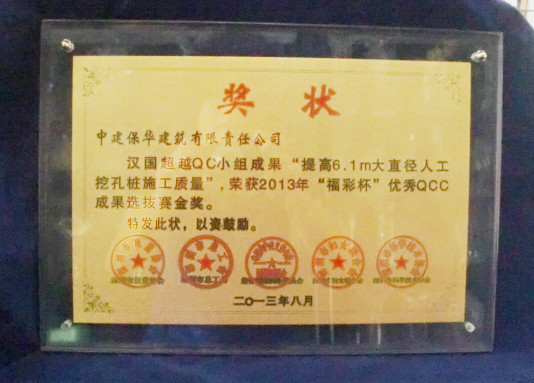 奖 状
中建保华建筑有限责任公司
汉国超越QC小组成果“提高6.1m大直径人工
挖孔桩施工质量”,荣获2013年“福彩杯”优秀QCC
成果选拔赛金奖。
特发此状,以资鼓励。
二〇一三年八月